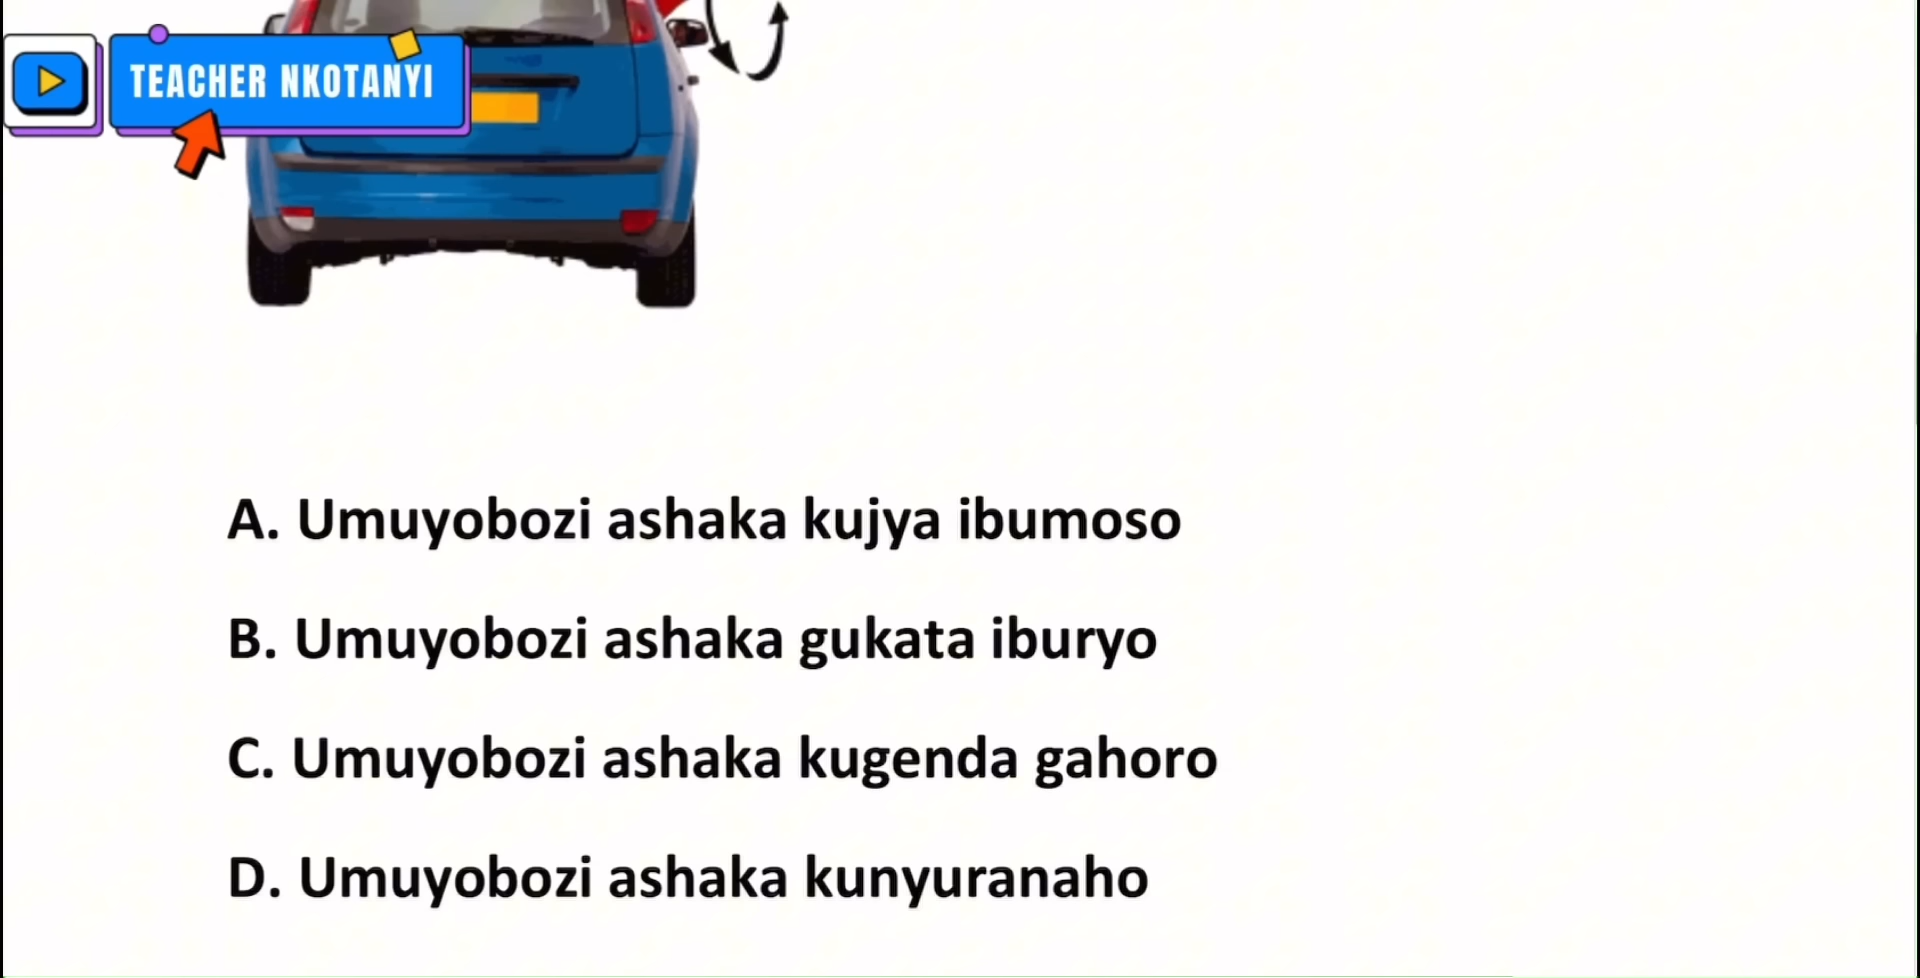 TEACHER NKOTANYI
A. Umuyobozi ashaka kujya ibumoso
B. Umuyobozi ashaka gukata iburyo
C. Umuyobozi ashaka kugenda gahoro
D. Umuyobozi ashaka kunyuranaho